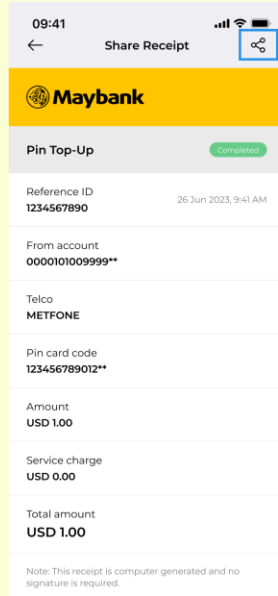 09:41
Share Receipt
Maybank
Pin Top-Up
Completed
Reference ID
1234567890
26 Jun 2023, 9:41 AM
From account
0000101009999**
Telco
METFONE
Pin card code
123456789012**
Amount
USD 1.00
Service charge
USD 0.00
Total amount
USD 1.00
Note: This receipt is computer generated and no
signature is required.